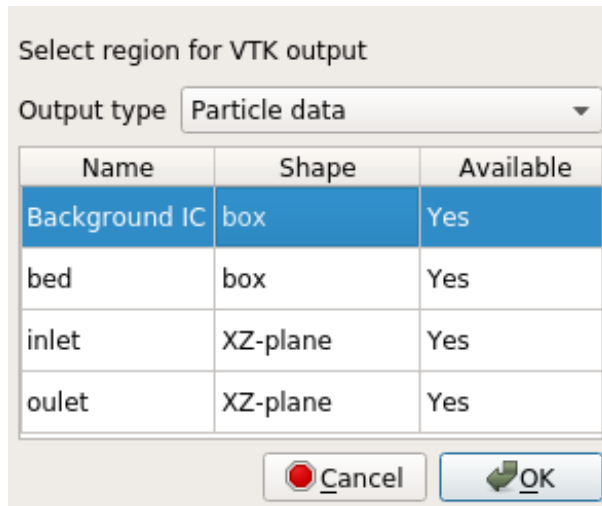 Select region for VTK output
Output type Particle data
Name Shape Available
Background IC box Yes
bed box Yes
inlet XZ-plane Yes
oulet XZ-plane Yes
Cancel OK